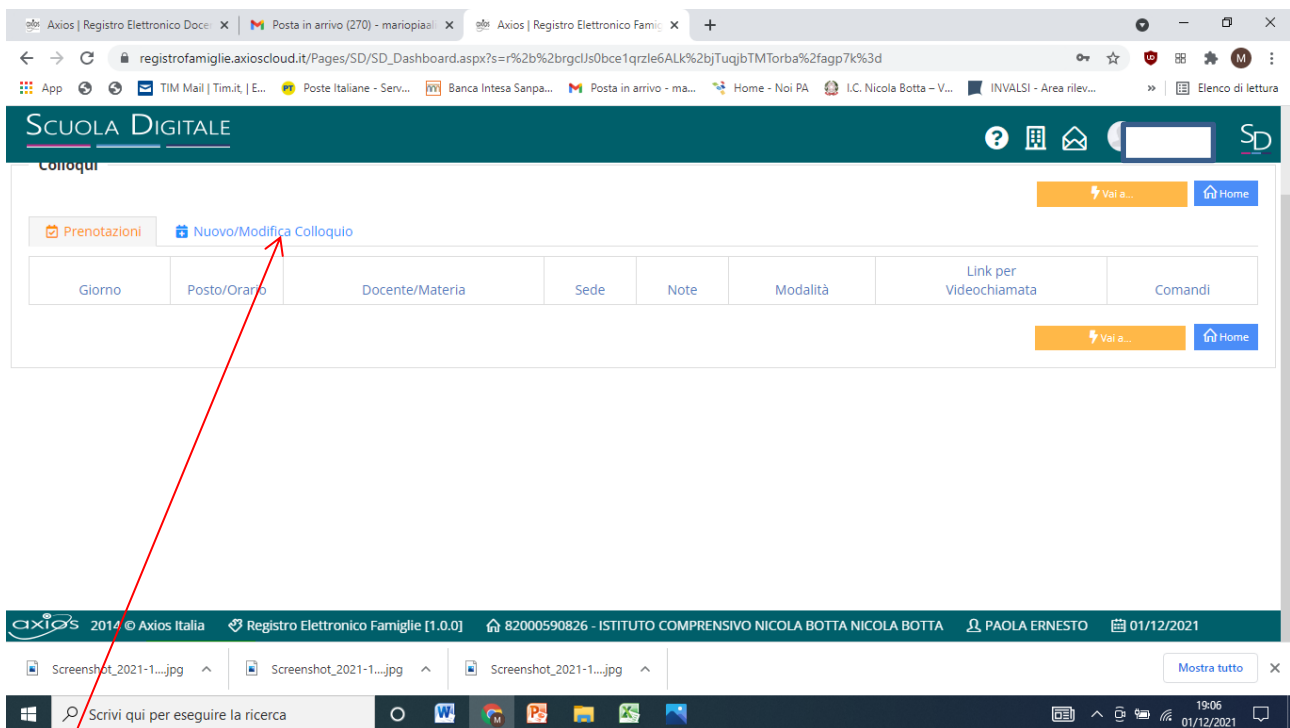 Axios | Registro Elettronico Docen
Posta in arrivo (270) - mariopiaal
Axios | Registro Elettronico Famig
registrofamiglie.axioscloud.it/Pages/SD/SD_Dashboard.aspx?s=r%2b%2brgclJs0bce1qrzle6ALk%2bjTuqjbTMTorba%2fagp7k%3d
M
App
TIM Mail | Tim.it, | E...
Poste Italiane - Serv...
Banca Intesa Sanpa...
Posta in arrivo - ma...
Home - Noi PA
I.C. Nicola Botta – V...
INVALSI - Area rilev...
»
Elenco di lettura
SCUOLA DIGITALE
SD
Colloqui
Vai a...
Home
Prenotazioni
Nuovo/Modifica Colloquio
Giorno
Posto/Orario
Docente/Materia
Sede
Note
Modalità
Link per
Videochiamata
Comandi
Vai a...
Home
axios 2014 © Axios Italia
Registro Elettronico Famiglie [1.0.0]
82000590826 - ISTITUTO COMPRENSIVO NICOLA BOTTA NICOLA BOTTA
PAOLA ERNESTO
01/12/2021
Screenshot_2021-1....jpg
Screenshot_2021-1....jpg
Screenshot_2021-1....jpg
Mostra tutto
Scrivi qui per eseguire la ricerca
19:06
01/12/2021